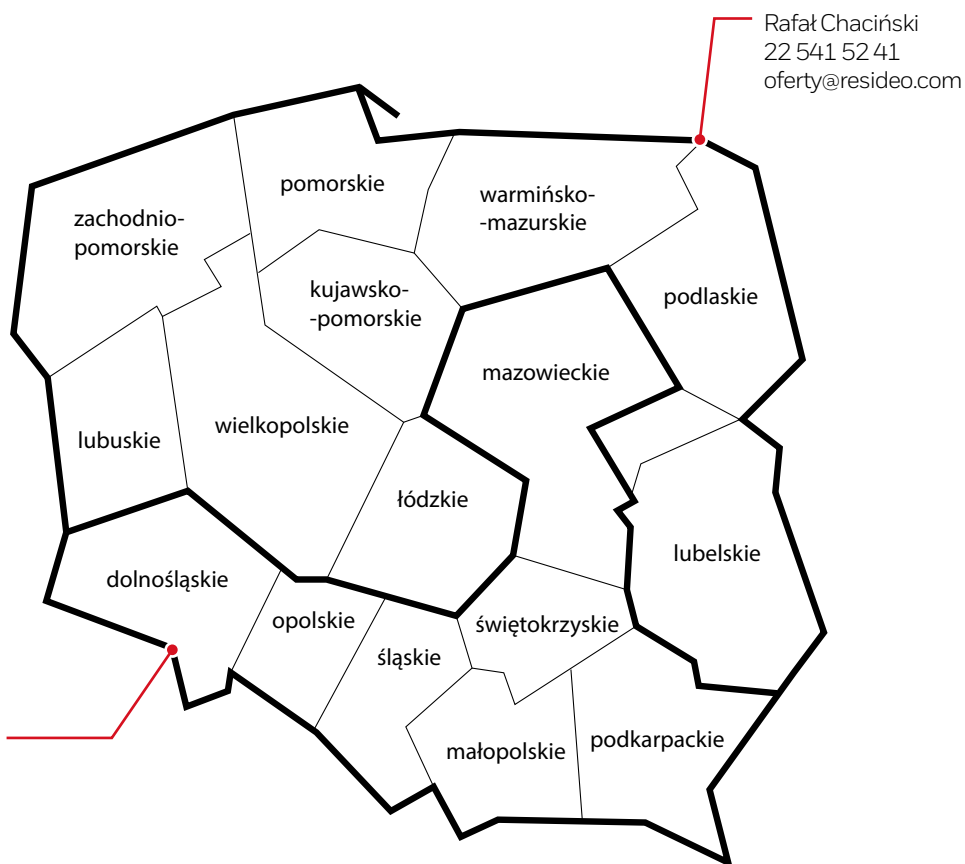 Rafał Chaciński
22 541 52 41
oferty@resideo.com
pomorskie
warmińsko-
-mazurskie
zachodnio-
pomorskie
kujawsko-
-pomorskie
podlaskie
mazowieckie
lubuskie
wielkopolskie
łódzkie
lubelskie
dolnośląskie
opolskie
świętokrzyskie
śląskie
małopolskie
podkarpackie